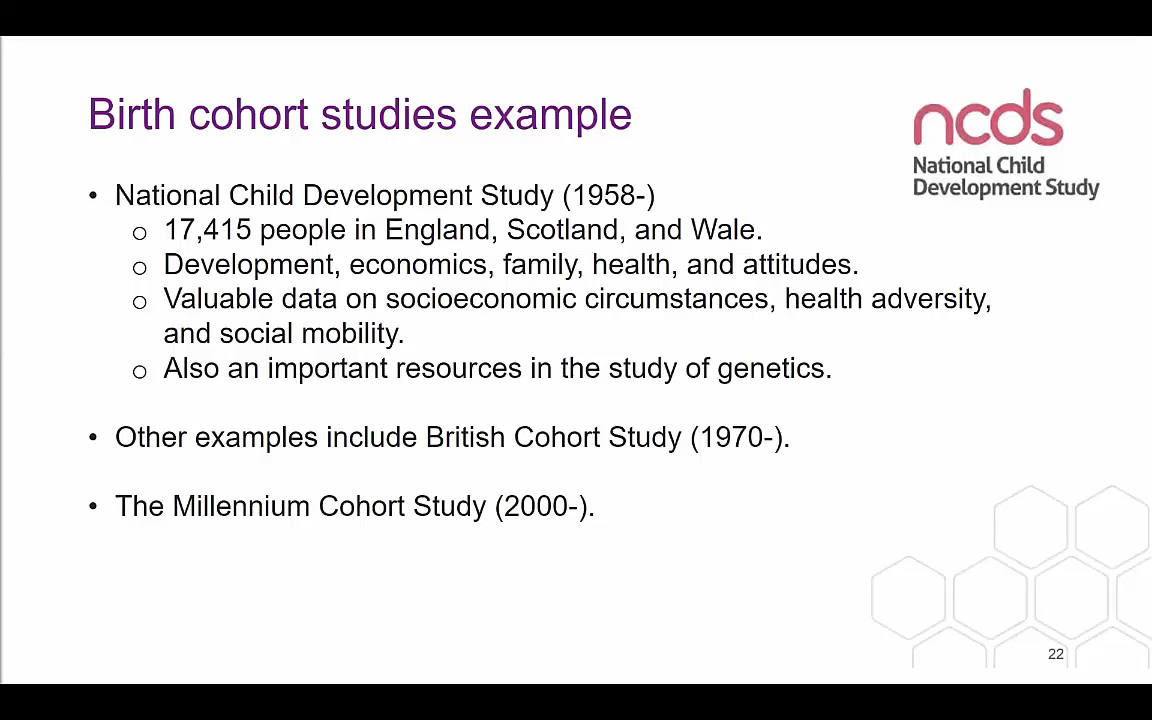 Birth cohort studies example
ncds
National Child
Development Study
• National Child Development Study (1958-)
o 17,415 people in England, Scotland, and Wale.
o Development, economics, family, health, and attitudes.
o Valuable data on socioeconomic circumstances, health adversity,
and social mobility.
o Also an important resources in the study of genetics.
• Other examples include British Cohort Study (1970-).
• The Millennium Cohort Study (2000-).
22